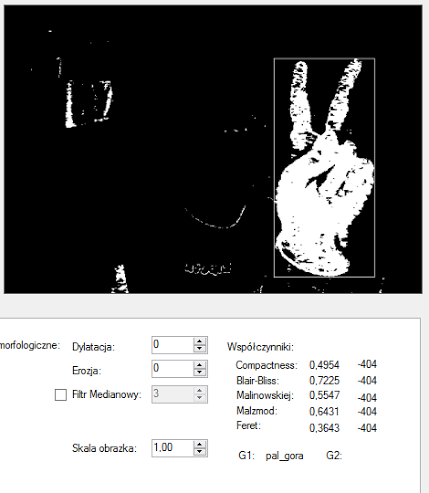 morfologiczne: Dylatacja: 0 Współczynniki:
Compactness: 0,4954 -404
Erozja: 0 Blair-Bliss: 0,7225 -404
Filtr Medianowy: 3 Malinowskiej: 0,5547 -404
Malzmod: 0,6431 -404
Feret: 0,3643 -404
Skala obrazka: 1,00 G1: pal_gora G2: